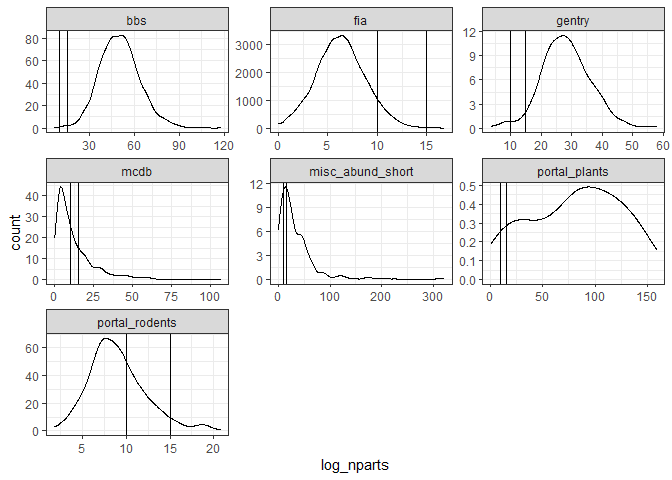 bbs fia gentry
80
60
40
20
0
30 60 90 120
3000
2000
1000
0
0 5 10 15
12
9
6
3
0
10 20 30 40 50 60
mcdb misc_abund_short portal_plants
40
30
20
10
0
0 25 50 75 100
12
9
6
3
0
0 100 200 300
0.5
0.4
0.3
0.2
0.1
0.0
0 50 100 150
count
portal_rodents
60
40
20
0
5 10 15 20
log_nparts